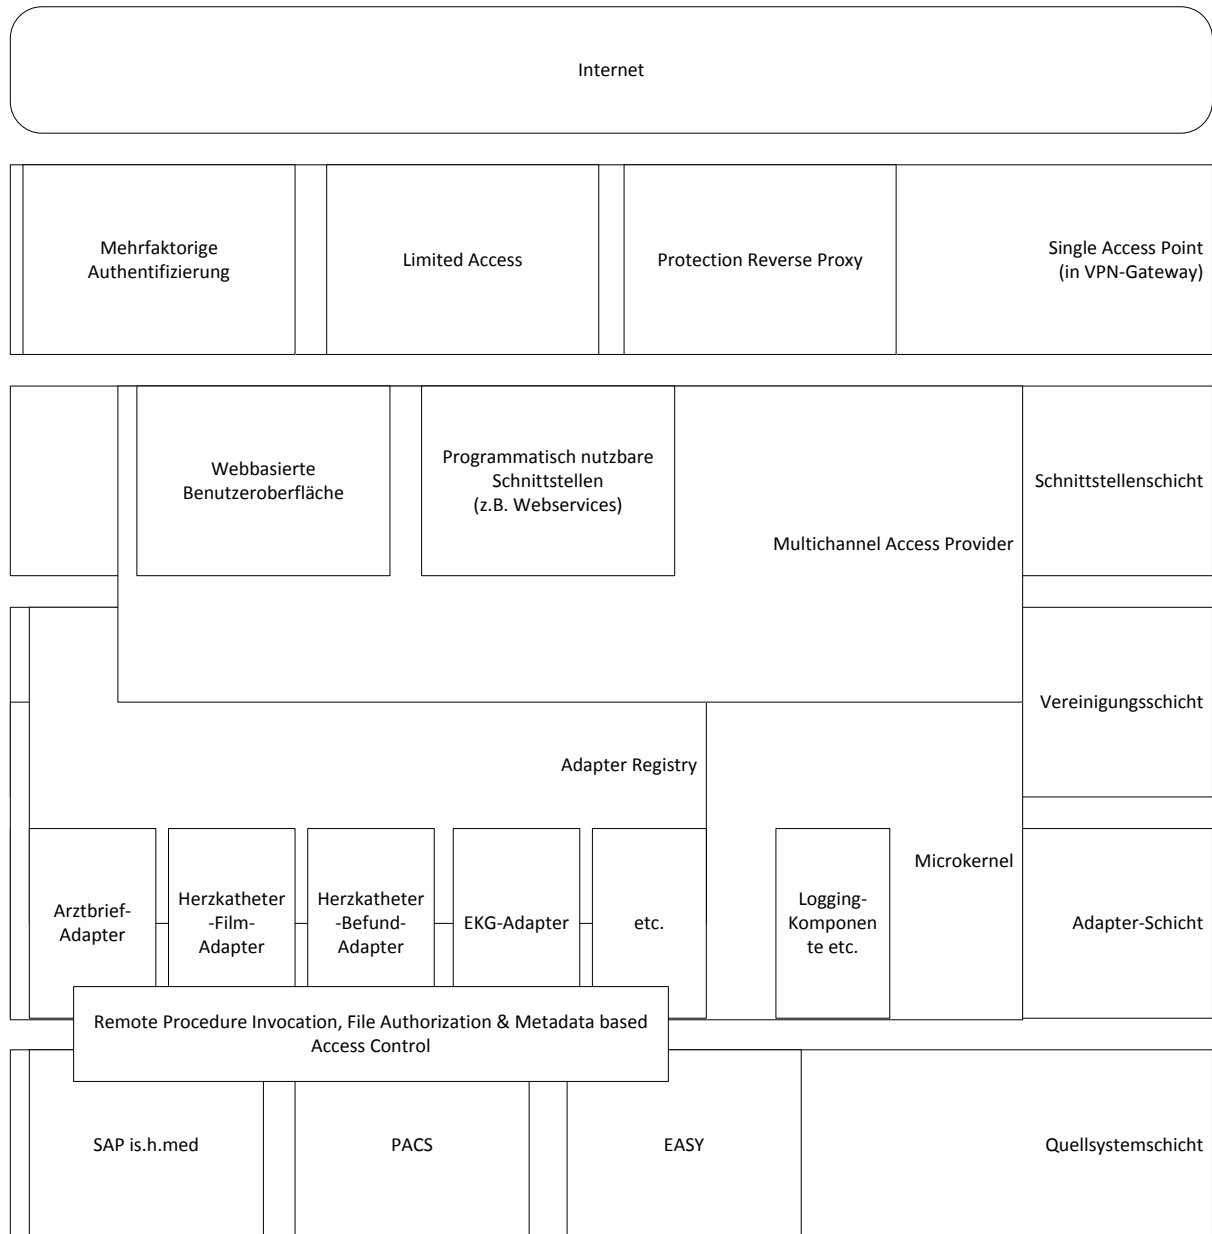 Internet
Mehrfaktorige
Authentifizierung
Limited Access
Protection Reverse Proxy
Single Access Point
(in VPN-Gateway)
Webbasierte
Benutzeroberfläche
Programmatisch nutzbare
Schnittstellen
(z.B. Webservices)
Schnittstellenschicht
Multichannel Access Provider
Vereinigungsschicht
Adapter Registry
Microkernel
Arztbrief-
Adapter
Herzkatheter
-Film-
Adapter
Herzkatheter
-Befund-
Adapter
EKG-Adapter
etc.
Logging-
Komponen
te etc.
Adapter-Schicht
Remote Procedure Invocation, File Authorization & Metadata based
Access Control
SAP is.h.med
PACS
EASY
Quellsystemschicht